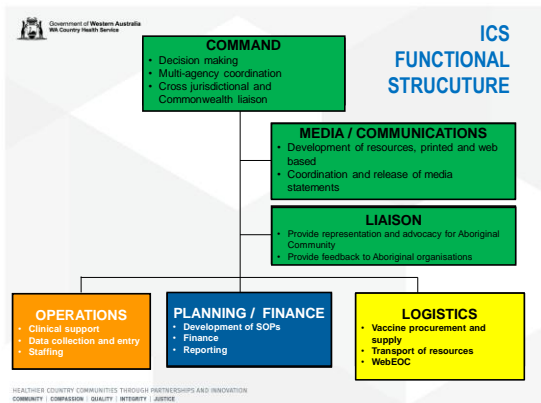 Government of Western Australia
WA Country Health Service
ICS
FUNCTIONAL
STRUCUTURE
COMMAND
• Decision making
• Multi-agency coordination
• Cross jurisdictional and
Commonwealth liaison
MEDIA / COMMUNICATIONS
• Development of resources, printed and web
based
• Coordination and release of media
statements
LIAISON
• Provide representation and advocacy for Aboriginal
Community
• Provide feedback to Aboriginal organisations
OPERATIONS
• Clinical support
• Data collection and entry
• Staffing
PLANNING / FINANCE
• Development of SOPs
• Finance
• Reporting
LOGISTICS
• Vaccine procurement and
supply
• Transport of resources
• WebEOC
HEALTHIER COUNTRY COMMUNITIES THROUGH PARTNERSHIPS AND INNOVATION
COMMUNITY | COMPASSION | QUALITY | INTEGRITY | JUSTICE